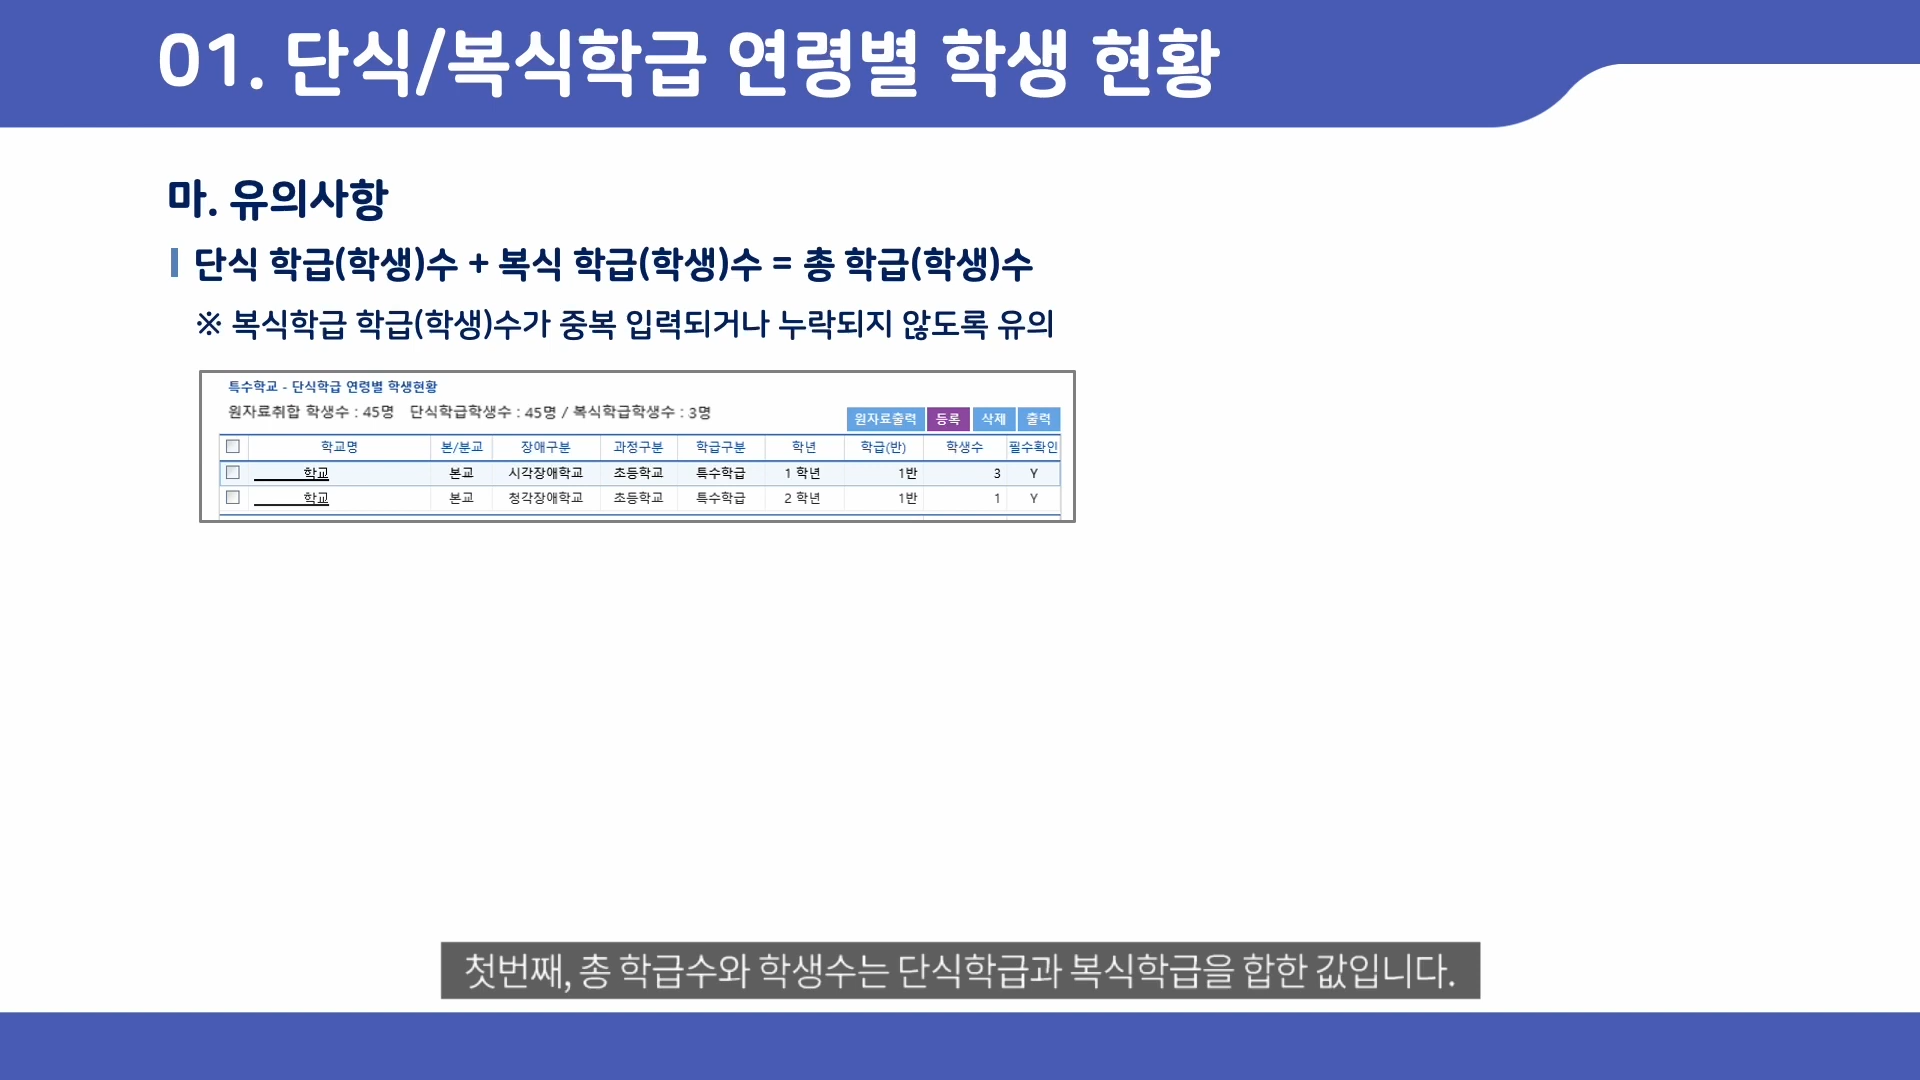 01. 단식/복식학급 연령별 학생 현황
마. 유의사항
단식 학급(학생)수 + 복식 학급(학생)수 = 총 학급(학생)수
※ 복식학급 학급(학생)수가 중복 입력되거나 누락되지 않도록 유의
특수학교 - 단식학급 연령별 학생현황
원자료취합 학생수 : 45명 단식학급학생수 : 45명 / 복식학급학생수 : 3명
원자료출력 등록 삭제 출력
학교명 본/분교 장애구분 과정구분 학급구분 학년 학급(반) 학생수 필수확인
학교 본교 시각장애학교 초등학교 특수학급 1 학년 1반 3 Y
학교 본교 청각장애학교 초등학교 특수학급 2 학년 1반 1 Y
첫번째, 총 학급수와 학생수는 단식학급과 복식학급을 합한 값입니다.